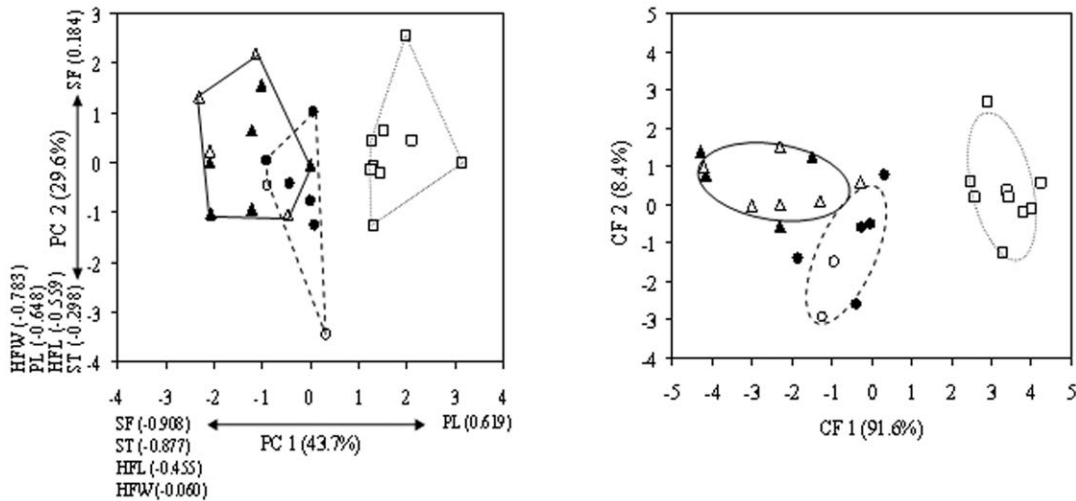 3
2
1
0
-1
-2
-3
-4
-4 -3 -2 -1 0 1 2 3 4
SF (0.184)
PC 2 (29.6%)
HFW (-0.783)
PL (-0.648)
HFL (-0.559)
ST (-0.298)
SF (-0.908)
ST (-0.877)
HFL (-0.455)
HFW (-0.060)
PC 1 (43.7%)
PL (0.619)
5
4
3
2
1
0
-1
-2
-3
-4
-5 -4 -3 -2 -1 0 1 2 3 4 5
CF 2 (8.4%)
CF 1 (91.6%)